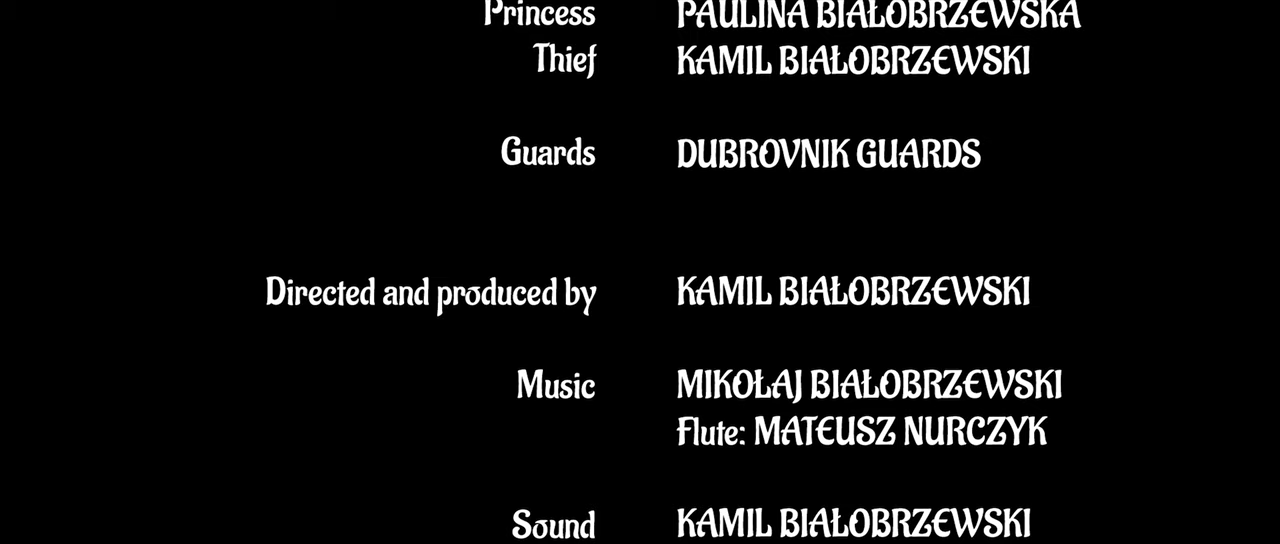 Princess PAULINA BIAŁOBRZEWSKA
Thief KAMIL BIAŁOBRZEWSKI
Guards DUBROVNIK GUARDS
Directed and produced by KAMIL BIAŁOBRZEWSKI
Music MIKOŁAJ BIAŁOBRZEWSKI
Flute: MATEUSZ NURCZYK
Sound KAMIL BIAŁOBRZEWSKI